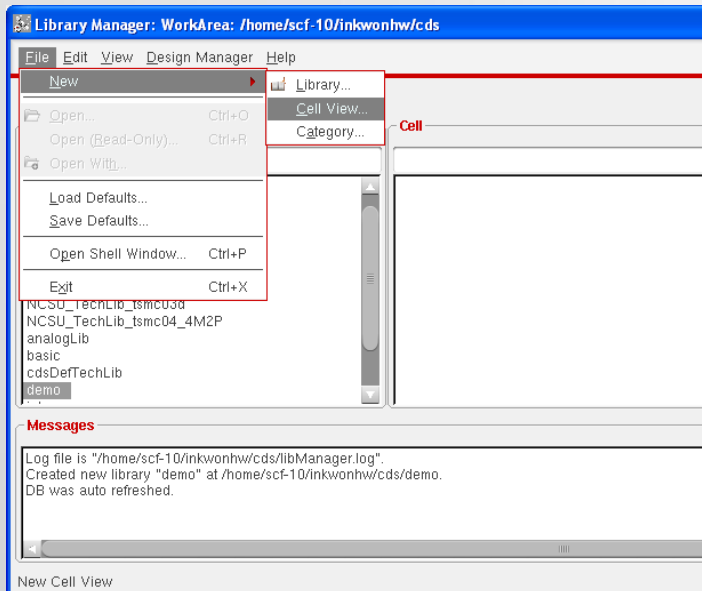 Library Manager: WorkArea: /home/scf-10/inkwonhw/cds
File Edit View Design Manager Help
New
Library...
Open... Ctrl+O
Cell View...
Open (Read-Only)... Ctrl+R
Category...
Cell
Open With...
Load Defaults...
Save Defaults...
Open Shell Window... Ctrl+P
Exit Ctrl+X
NCSU_TechLib_tsmc03d
NCSU_TechLib_tsmc04_4M2P
analogLib
basic
cdsDefTechLib
demo
Messages
Log file is "/home/scf-10/inkwonhw/cds/libManager.log".
Created new library "demo" at /home/scf-10/inkwonhw/cds/demo.
DB was auto refreshed.
New Cell View